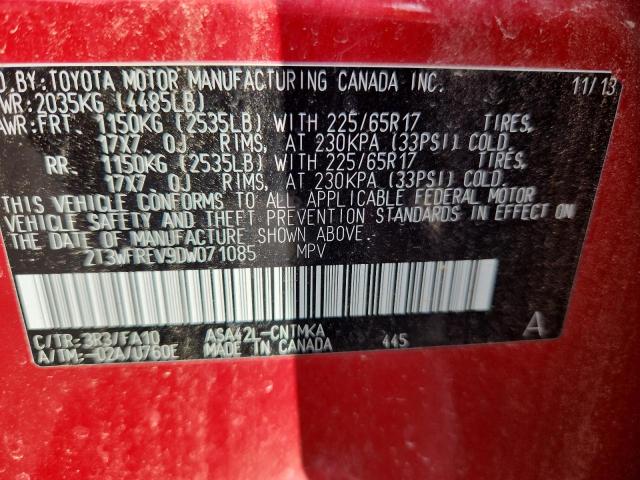 D BY: TOYOTA MOTOR MANUFACTURING CANADA INC. 11/13
WR: 2035KG (4485LB)
AWR: FRT. 1150KG (2535LB) WITH 225/65R17 TIRES,
17X7.0J RIMS, AT 230KPA (33PSI) COLD.
RR. 1150KG (2535LB) WITH 225/65R17 TIRES,
17X7.0J RIMS, AT 230KPA (33PSI) COLD.
THIS VEHICLE CONFORMS TO ALL APPLICABLE FEDERAL MOTOR
VEHICLE SAFETY AND THEFT PREVENTION STANDARDS IN EFFECT ON
THE DATE OF MANUFACTURE SHOWN ABOVE.
2T3WFREV9DW071085 MPV
C/TR:3R3/FA10 ASA42L-CNTMKA 445 A
A/TM:-02A/U760E MADE IN CANADA